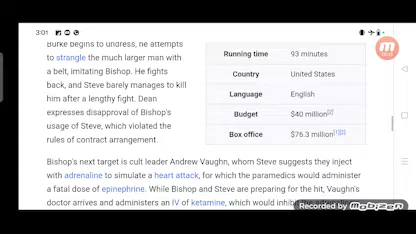 3:01
Burke begins to undress, he attempts
to strangle the much larger man with
a belt, imitating Bishop. He fights
back, and Steve barely manages to kill
him after a lengthy fight. Dean
expresses disapproval of Bishop's
usage of Steve, which violated the
rules of contract arrangement.
Running time 93 minutes
Country United States
Language English
Budget $40 million[2]
Box office $76.3 million[1][2]
Bishop's next target is cult leader Andrew Vaughn, whom Steve suggests they inject
with adrenaline to simulate a heart attack, for which the paramedics would administer
a fatal dose of epinephrine. While Bishop and Steve are preparing for the hit, Vaughn's
doctor arrives and administers an IV of ketamine, which would inhibit the
Recorded by
Mobizen